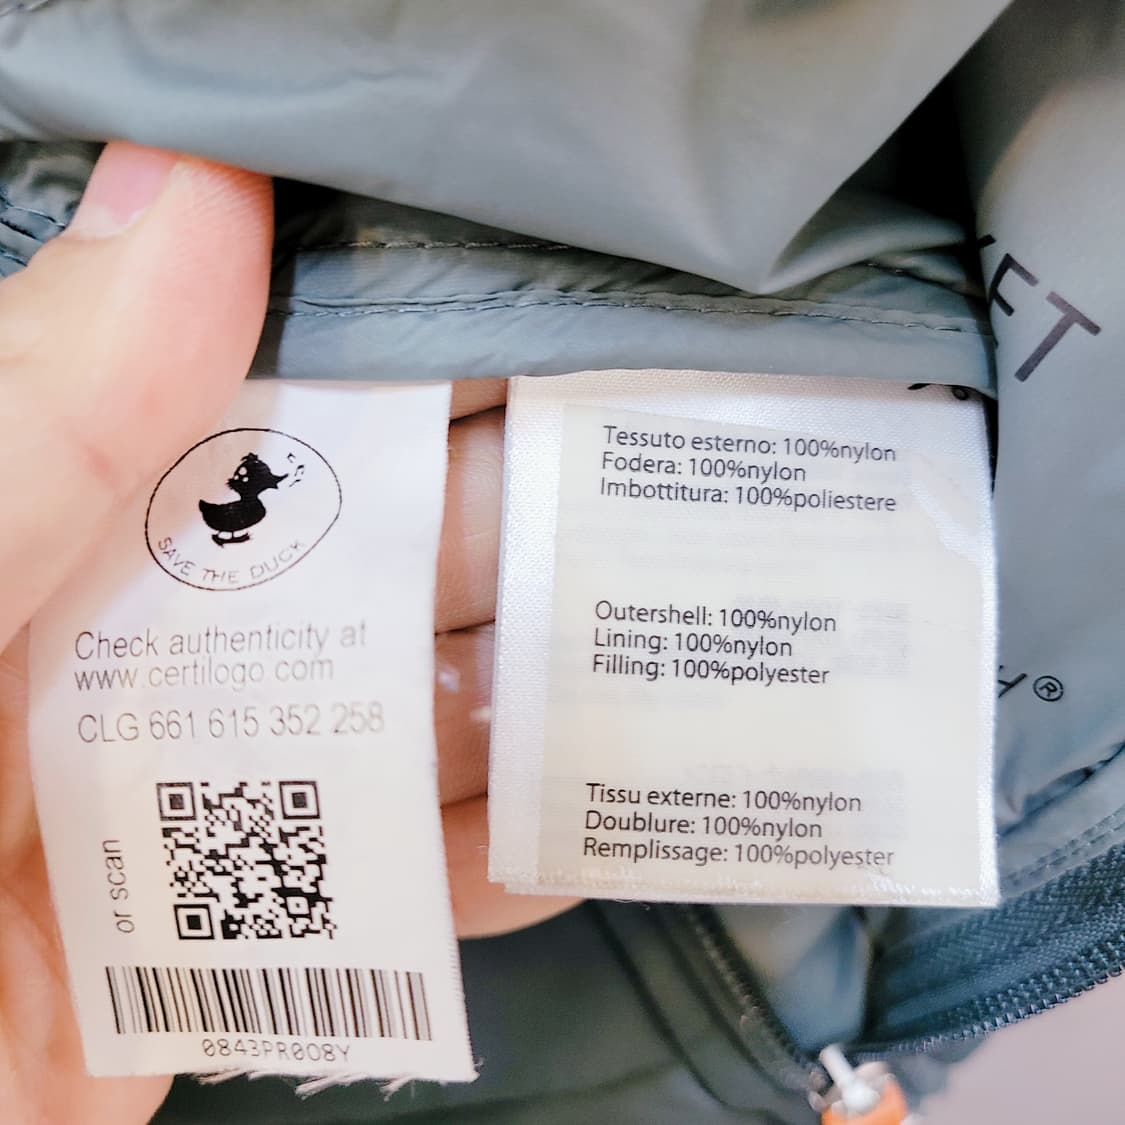 SAVE THE DUCK
Check authenticity at
www.certilogo.com
CLG 661 615 352 258
or scan
0843PR008Y
Tessuto esterno: 100%nylon
Fodera: 100%nylon
Imbottitura: 100%poliestere
Outershell: 100%nylon
Lining: 100%nylon
Filling: 100%polyester
Tissu externe: 100%nylon
Doublure: 100%nylon
Remplissage: 100%polyester
FT
H®